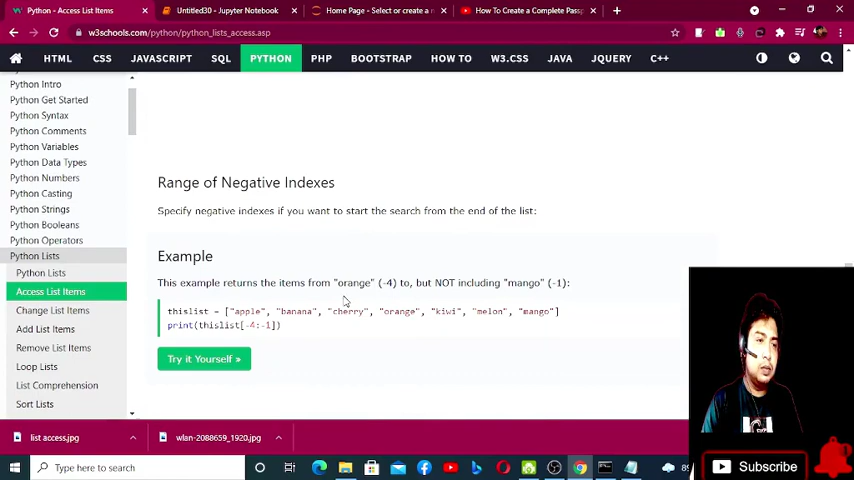 Python - Access List Items
Untitled30 - Jupyter Notebook
Home Page - Select or create a n
How To Create a Complete Passp
w3schools.com/python/python_lists_access.asp
HTML CSS JAVASCRIPT SQL PYTHON PHP BOOTSTRAP HOW TO W3.CSS JAVA JQUERY C++
Python Intro
Python Get Started
Python Syntax
Python Comments
Python Variables
Python Data Types
Python Numbers
Python Casting
Python Strings
Python Booleans
Python Operators
Python Lists
Python Lists
Access List Items
Change List Items
Add List Items
Remove List Items
Loop Lists
List Comprehension
Sort Lists
Range of Negative Indexes
Specify negative indexes if you want to start the search from the end of the list:
Example
This example returns the items from "orange" (-4) to, but NOT including "mango" (-1):
thislist = ["apple", "banana", "cherry", "orange", "kiwi", "melon", "mango"]
print(thislist[-4:-1])
Try it Yourself »
list access.jpg
wlan-2088659_1920.jpg
Type here to search
Subscribe